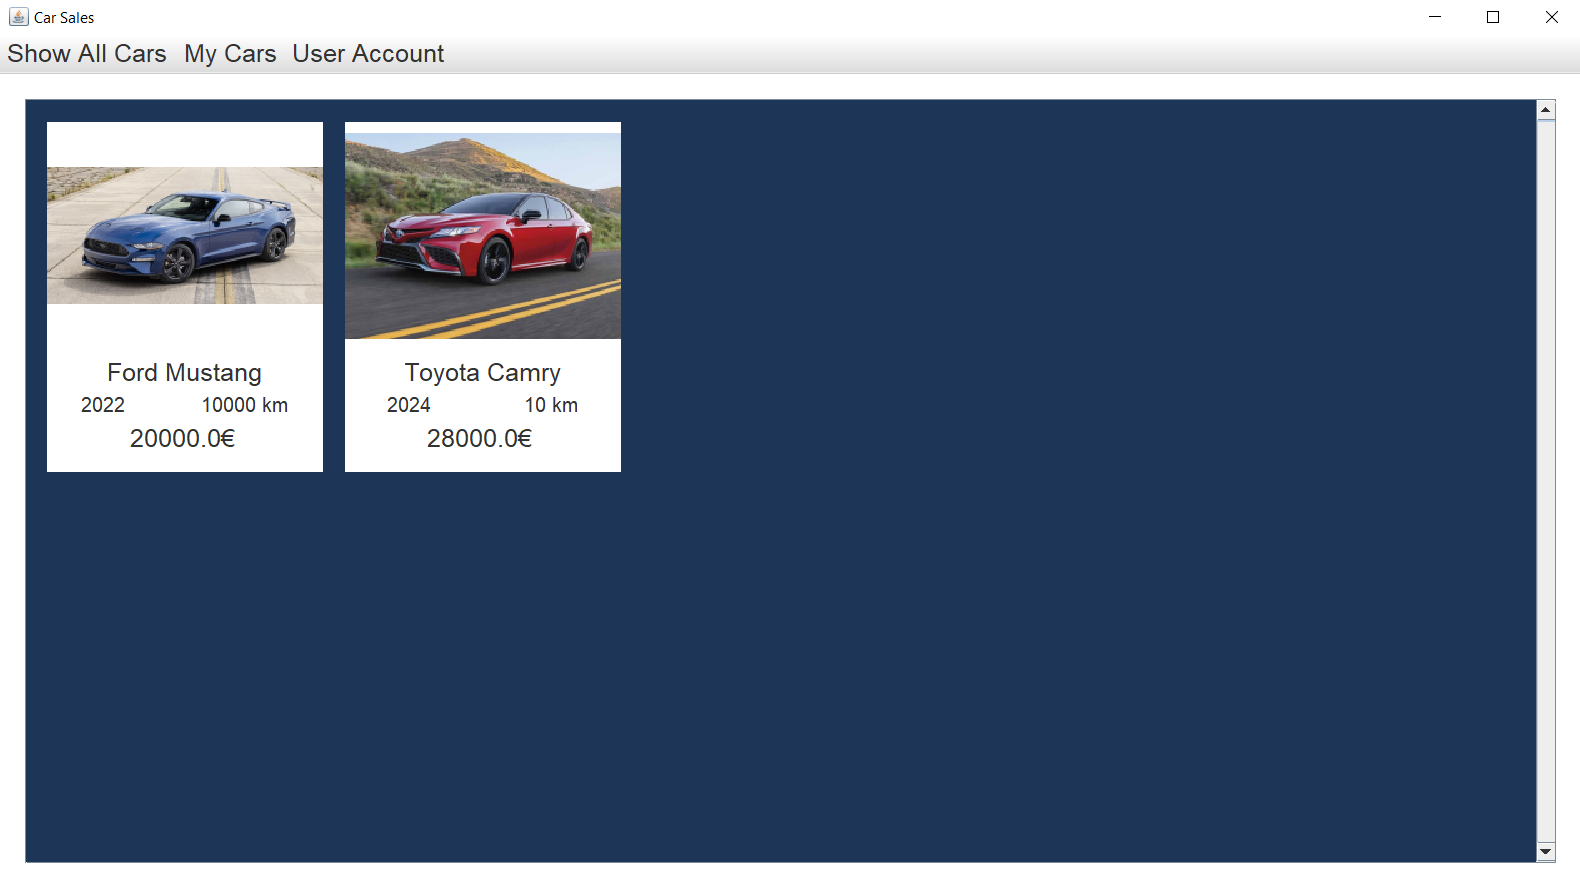 Car Sales
Show All Cars My Cars User Account
Ford Mustang
2022 10000 km
20000.0€
Toyota Camry
2024 10 km
28000.0€